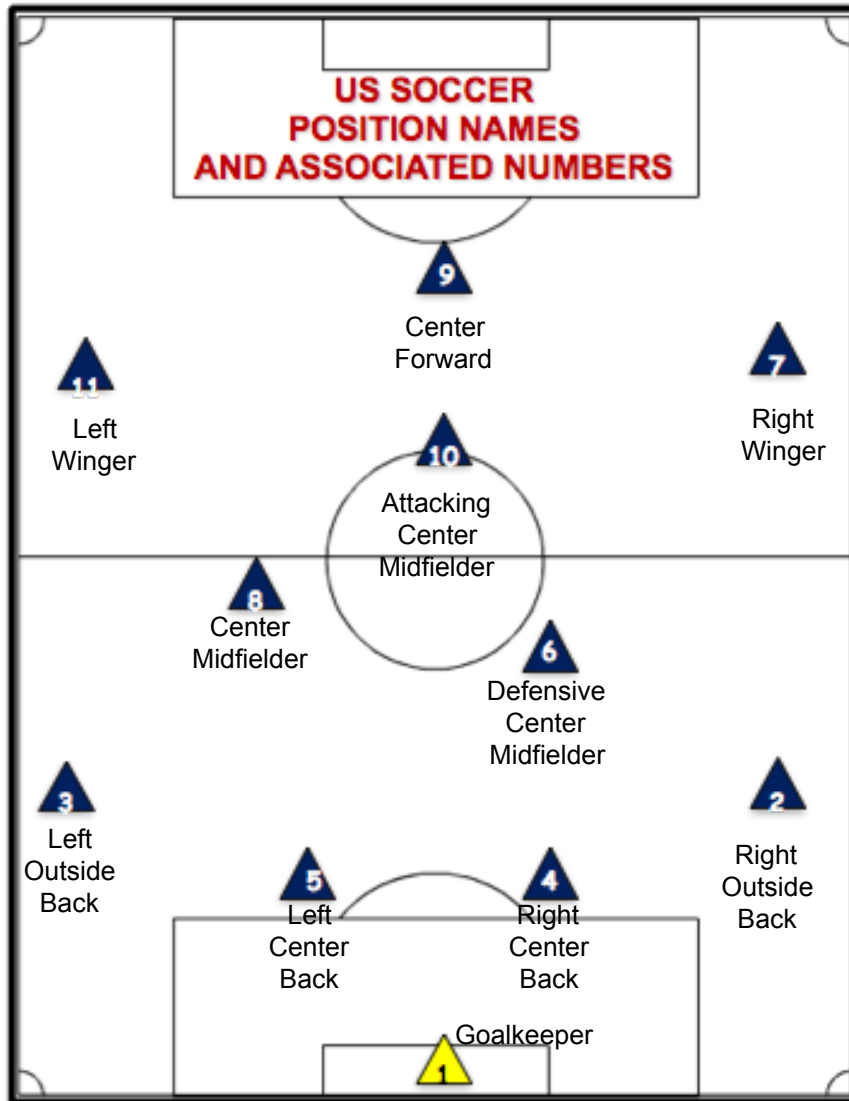 US SOCCER
POSITION NAMES
AND ASSOCIATED NUMBERS
9
Center
Forward
11
Left
Winger
7
Right
Winger
10
Attacking
Center
Midfielder
8
Center
Midfielder
6
Defensive
Center
Midfielder
3
Left
Outside
Back
2
Right
Outside
Back
5
Left
Center
Back
4
Right
Center
Back
Goalkeeper
1